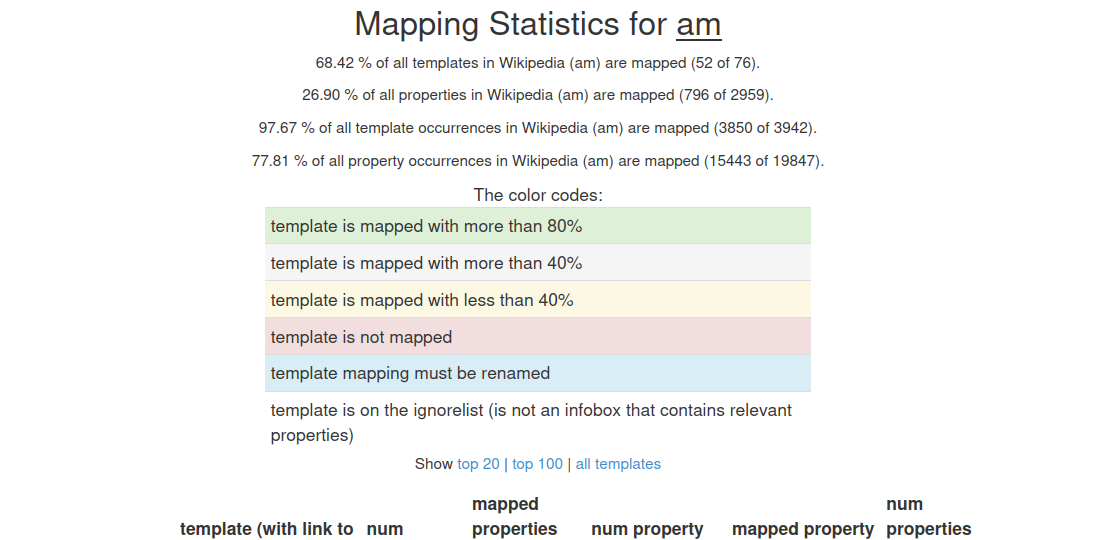 Mapping Statistics for am
68.42 % of all templates in Wikipedia (am) are mapped (52 of 76).
26.90 % of all properties in Wikipedia (am) are mapped (796 of 2959).
97.67 % of all template occurrences in Wikipedia (am) are mapped (3850 of 3942).
77.81 % of all property occurrences in Wikipedia (am) are mapped (15443 of 19847).
The color codes:
template is mapped with more than 80%
template is mapped with more than 40%
template is mapped with less than 40%
template is not mapped
template mapping must be renamed
template is on the ignorelist (is not an infobox that contains relevant
properties)
Show top 20 | top 100 | all templates
mapped num
template (with link to num properties num property mapped property properties